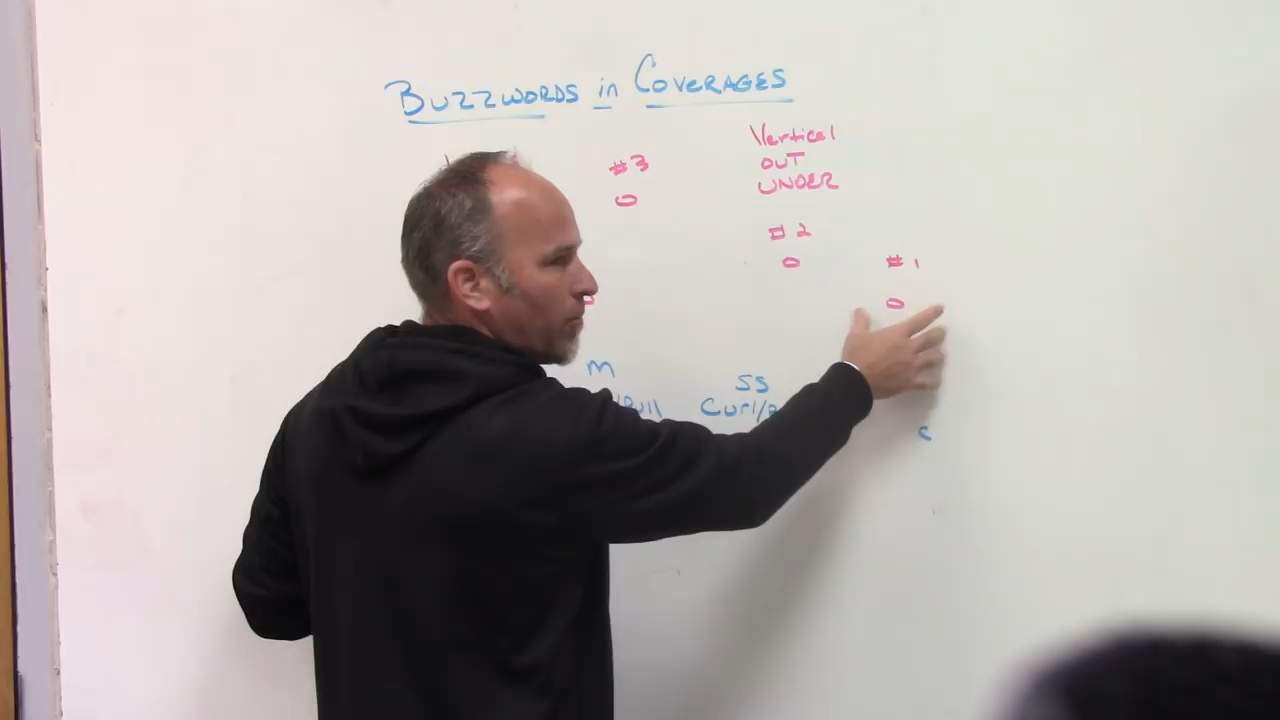 BUZZWORDS in COVERAGES
Vertical
OUT
UNDER
#3
O
#2
O
#1
O
O
M
SS
Curl/
C